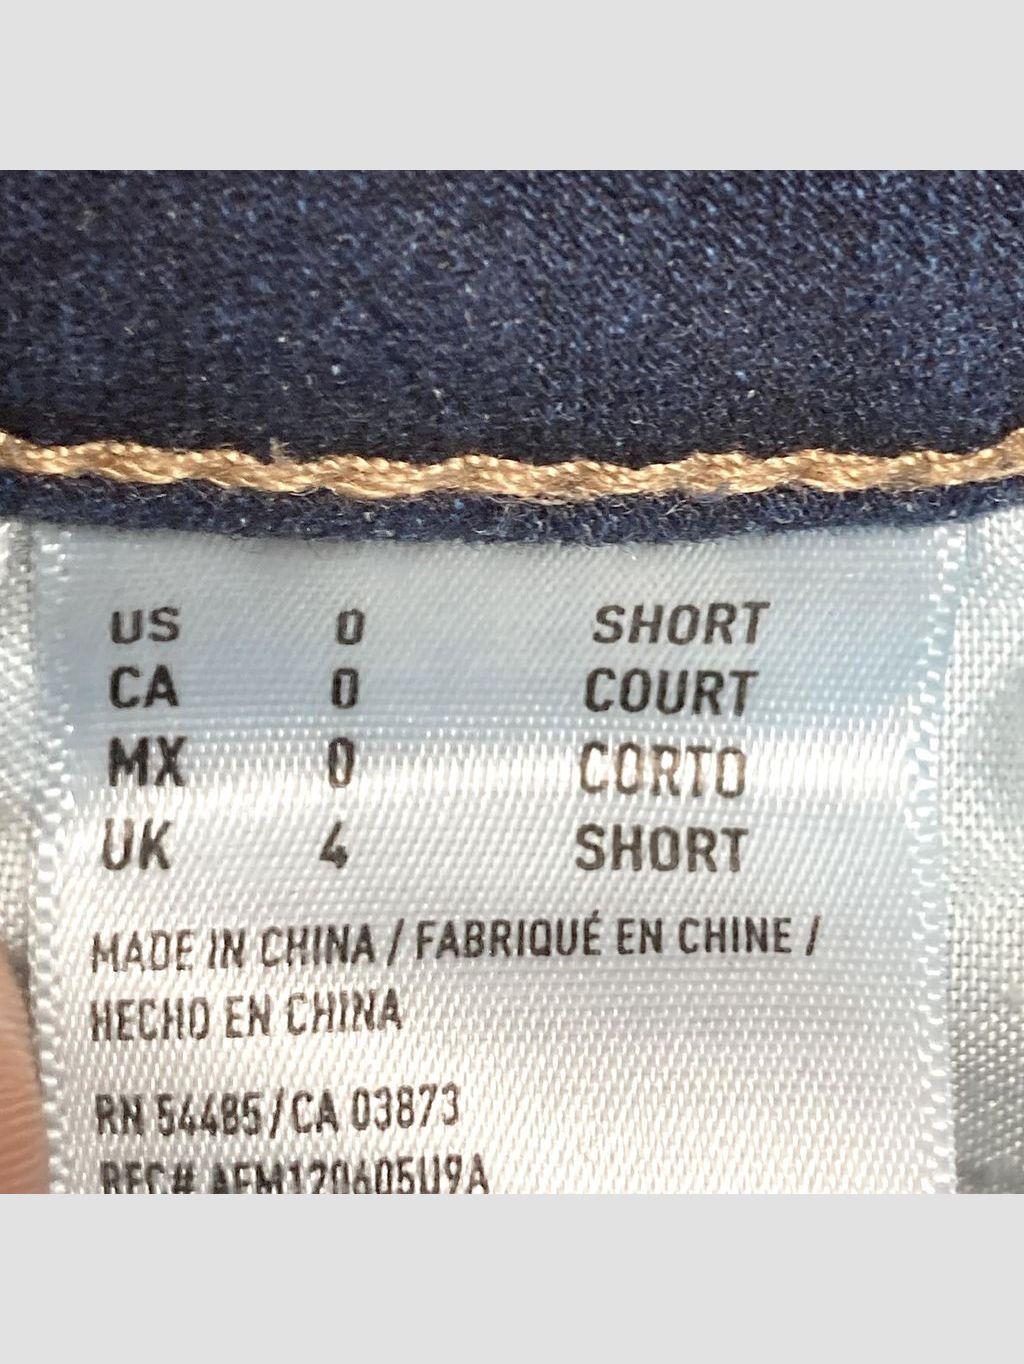 US 0 SHORT
CA 0 COURT
MX 0 CORTO
UK 4 SHORT
MADE IN CHINA / FABRIQUÉ EN CHINE /
HECHO EN CHINA
RN 54485/CA 03873